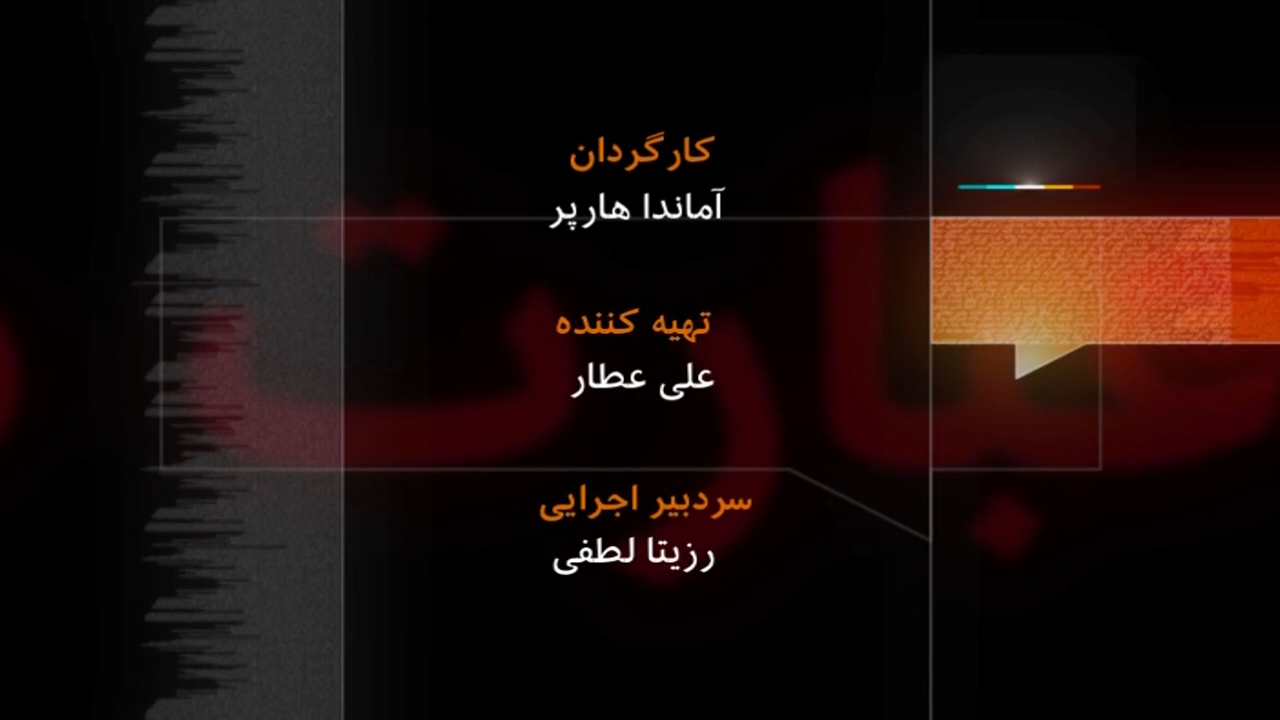 کارگردان
آماندا هارپر
تهیه کننده
علی عطار
سردبیر اجرایی
رزیتا لطفی